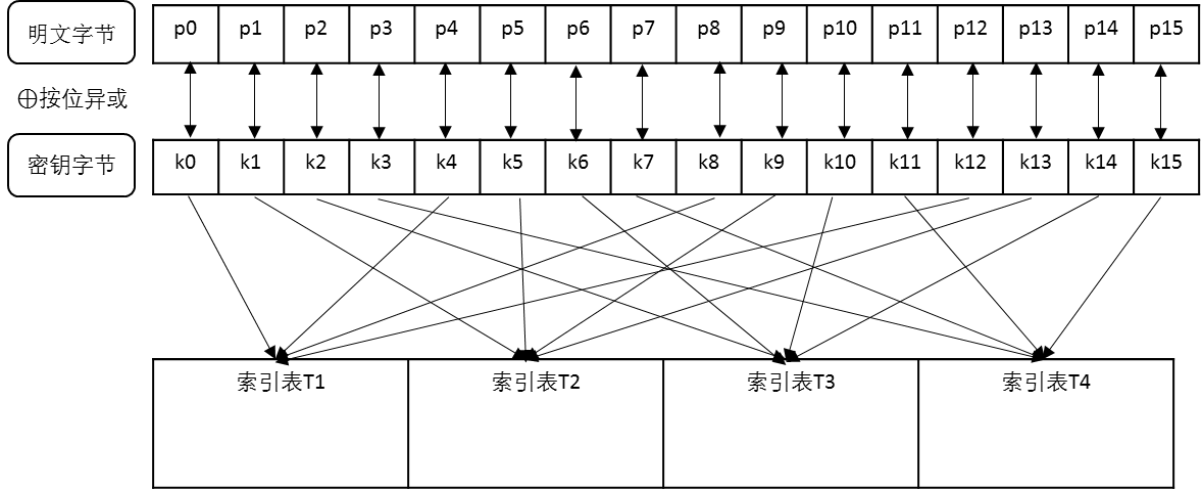 明文字节 p0 p1 p2 p3 p4 p5 p6 p7 p8 p9 p10 p11 p12 p13 p14 p15
⊕按位异或
密钥字节 k0 k1 k2 k3 k4 k5 k6 k7 k8 k9 k10 k11 k12 k13 k14 k15
索引表T1 索引表T2 索引表T3 索引表T4